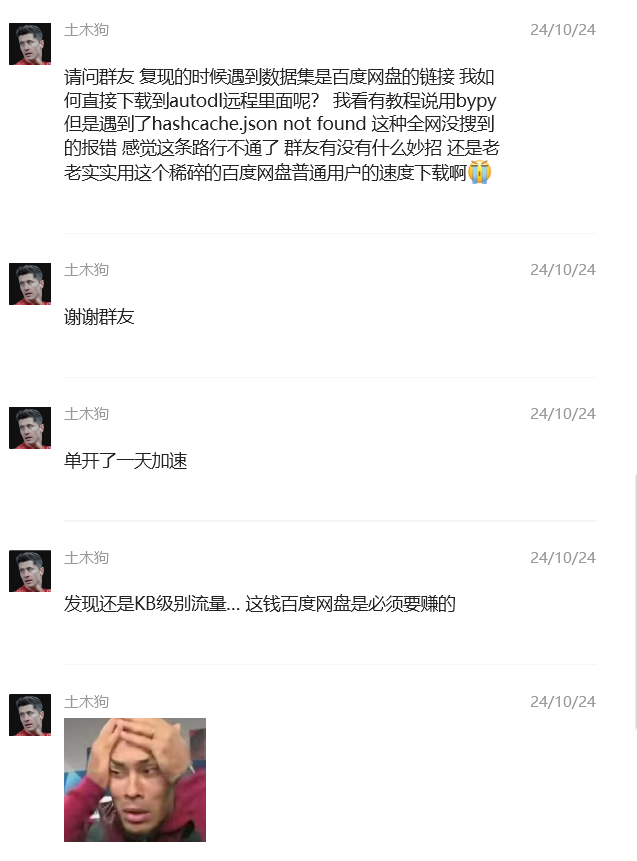 土木狗
24/10/24
请问群友 复现的时候遇到数据集是百度网盘的链接 我如
何直接下载到autodl远程里面呢？ 我看有教程说用bypy
但是遇到了hashcache.json not found 这种全网没搜到
的报错 感觉这条路行不通了 群友有没有什么妙招 还是老
老实实用这个稀碎的百度网盘普通用户的速度下载啊😭
土木狗
24/10/24
谢谢群友
土木狗
24/10/24
单开了一天加速
土木狗
24/10/24
发现还是KB级别流量... 这钱百度网盘是必须要赚的
土木狗
24/10/24